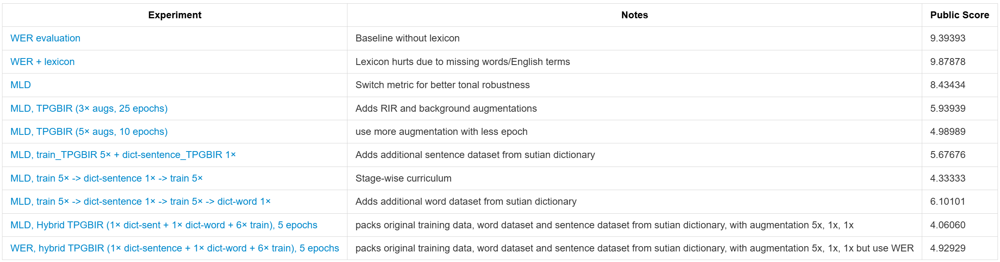 Experiment Notes Public Score
WER evaluation Baseline without lexicon 9.39393
WER + lexicon Lexicon hurts due to missing words/English terms 9.87878
MLD Switch metric for better tonal robustness 8.43434
MLD, TPGBIR (3× augs, 25 epochs) Adds RIR and background augmentations 5.93939
MLD, TPGBIR (5× augs, 10 epochs) use more augmentation with less epoch 4.98989
MLD, train_TPGBIR 5× + dict-sentence_TPGBIR 1× Adds additional sentence dataset from sutian dictionary 5.67676
MLD, train 5× -> dict-sentence 1× -> train 5× Stage-wise curriculum 4.33333
MLD, train 5× -> dict-sentence 1× -> train 5× -> dict-word 1× Adds additional word dataset from sutian dictionary 6.10101
MLD, Hybrid TPGBIR (1× dict-sent + 1× dict-word + 6× train), 5 epochs packs original training data, word dataset and sentence dataset from sutian dictionary, with augmentation 5x, 1x, 1x 4.06060
WER, hybrid TPGBIR (1× dict-sentence + 1× dict-word + 6× train), 5 epochs packs original training data, word dataset and sentence dataset from sutian dictionary, with augmentation 5x, 1x, 1x but use WER 4.92929